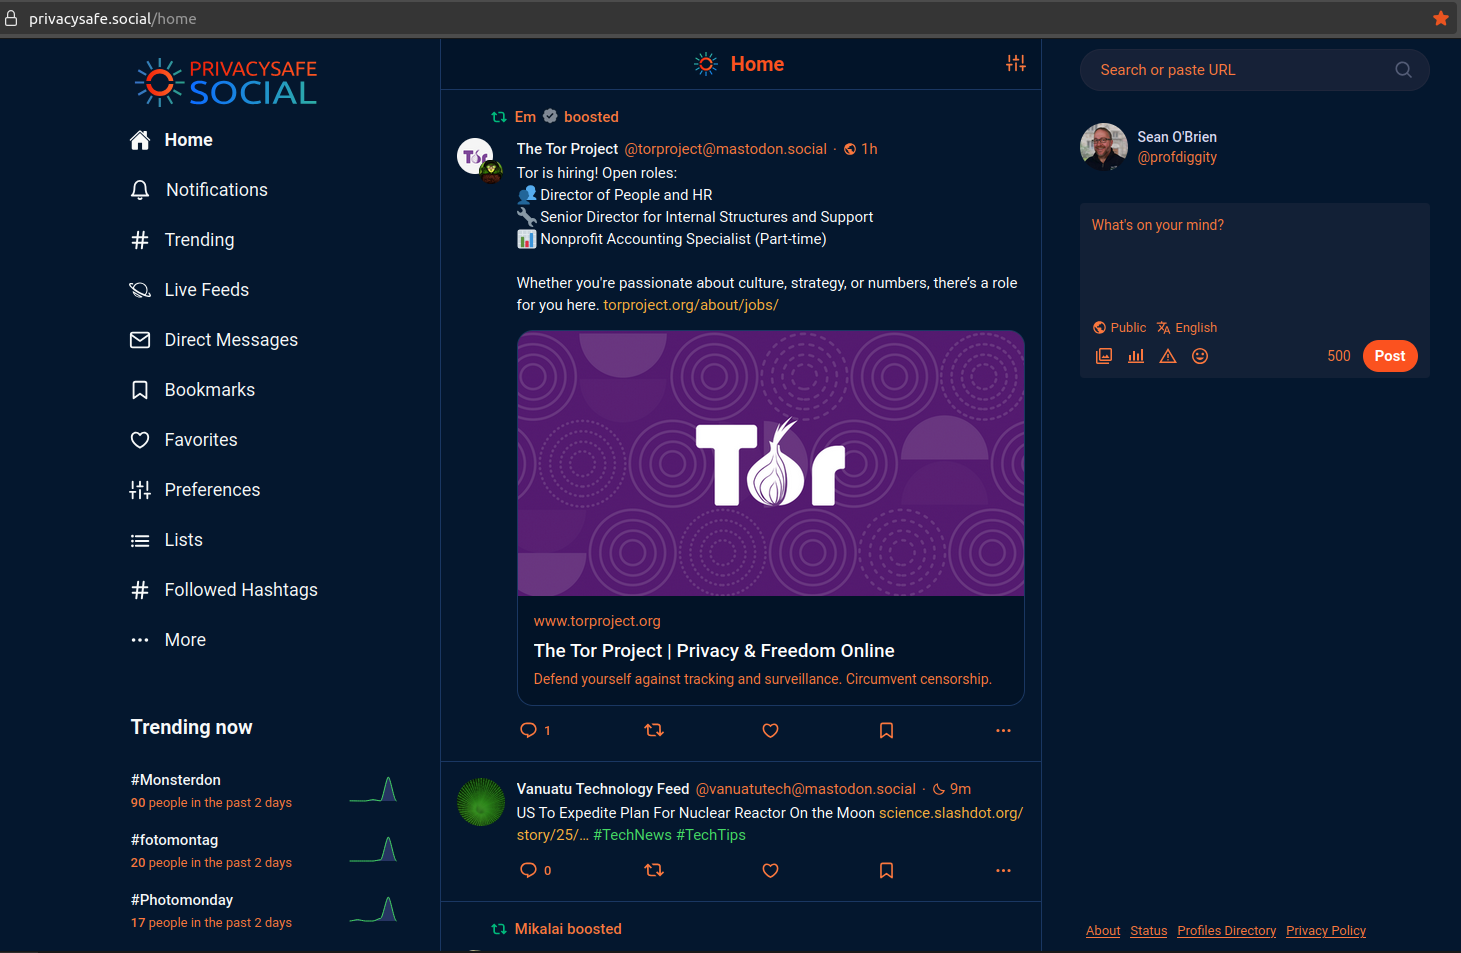 privacysafe.social/home
PRIVACYSAFE
SOCIAL
Home
Notifications
Trending
Live Feeds
Direct Messages
Bookmarks
Favorites
Preferences
Lists
Followed Hashtags
More
Trending now
#Monsterdon
90 people in the past 2 days
#fotomontag
20 people in the past 2 days
#Photomonday
17 people in the past 2 days
Home
Em boosted
The Tor Project @torproject@mastodon.social · 1h
Tor is hiring! Open roles:
👥 Director of People and HR
🔧 Senior Director for Internal Structures and Support
📊 Nonprofit Accounting Specialist (Part-time)
Whether you're passionate about culture, strategy, or numbers, there’s a role
for you here. torproject.org/about/jobs/
Tor
Tor
www.torproject.org
The Tor Project | Privacy & Freedom Online
Defend yourself against tracking and surveillance. Circumvent censorship.
1
Vanuatu Technology Feed @vanuatutech@mastodon.social · 9m
US To Expedite Plan For Nuclear Reactor On the Moon science.slashdot.org/
story/25/… #TechNews #TechTips
0
Mikalai boosted
Search or paste URL
Sean O'Brien
@profdiggity
What's on your mind?
Public English
500 Post
About Status Profiles Directory Privacy Policy